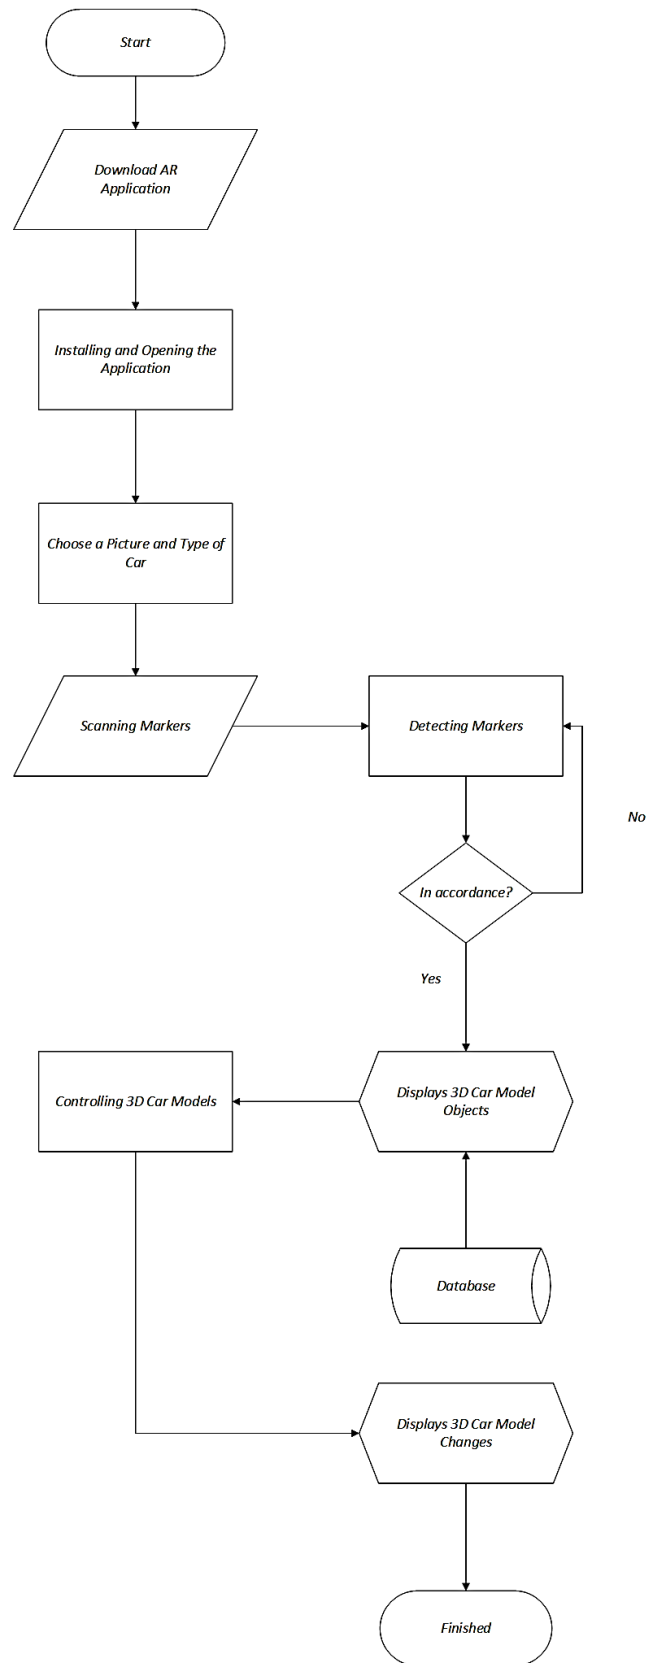 Start
Download AR
Application
Installing and Opening the
Application
Choose a Picture and Type of
Car
Scanning Markers
Detecting Markers
No
In accordance?
Yes
Displays 3D Car Model
Objects
Controlling 3D Car Models
Database
Displays 3D Car Model
Changes
Finished